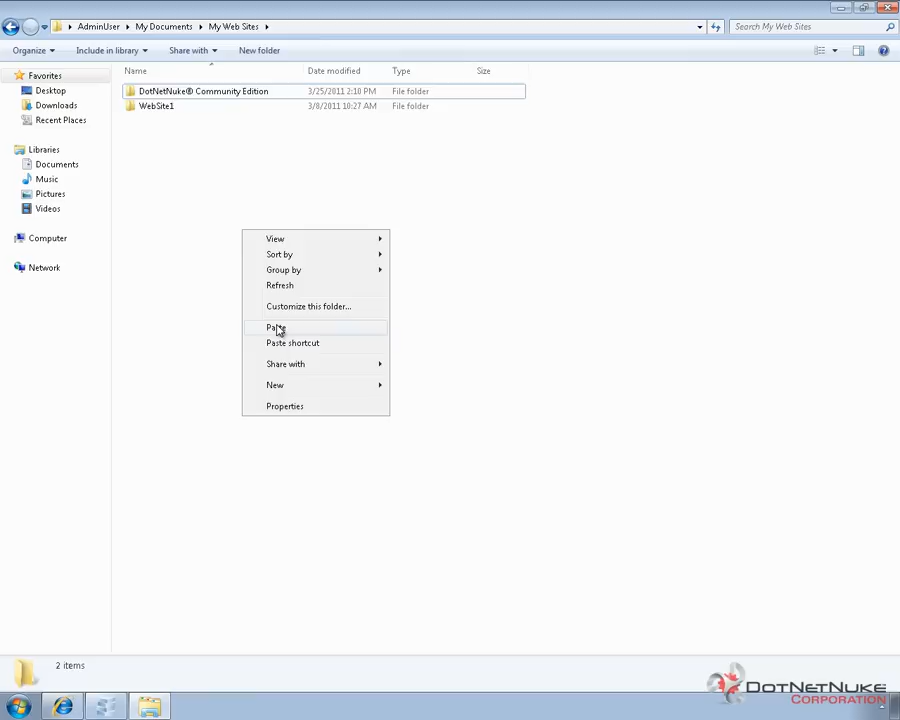 AdminUser ▸ My Documents ▸ My Web Sites ▸
Search My Web Sites
Organize
Include in library
Share with
New folder
Name
Date modified
Type
Size
Favorites
Desktop
Downloads
Recent Places
Libraries
Documents
Music
Pictures
Videos
Computer
Network
DotNetNuke® Community Edition 3/25/2011 2:10 PM File folder
WebSite1 3/8/2011 10:27 AM File folder
View
Sort by
Group by
Refresh
Customize this folder...
Paste
Paste shortcut
Share with
New
Properties
2 items
DotNetNuke
Corporation